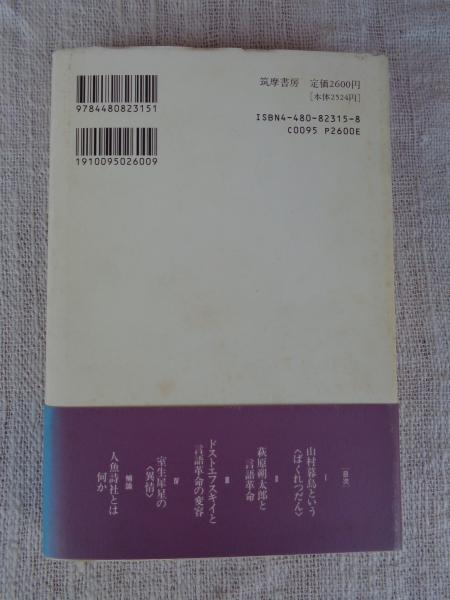 9784480823151
1910095026009
筑摩書房 定価2600円
［本体2524円］
ISBN4-480-82315-8
C0095 P2600E
［目次］
Ⅰ
山村暮鳥という
〈ばくれつだん〉
Ⅱ
萩原朔太郎と
言語革命
Ⅲ
ドストエフスキイと
言語革命の変容
Ⅳ
室生犀星の
〈異情〉
補論
人魚詩社とは
何か